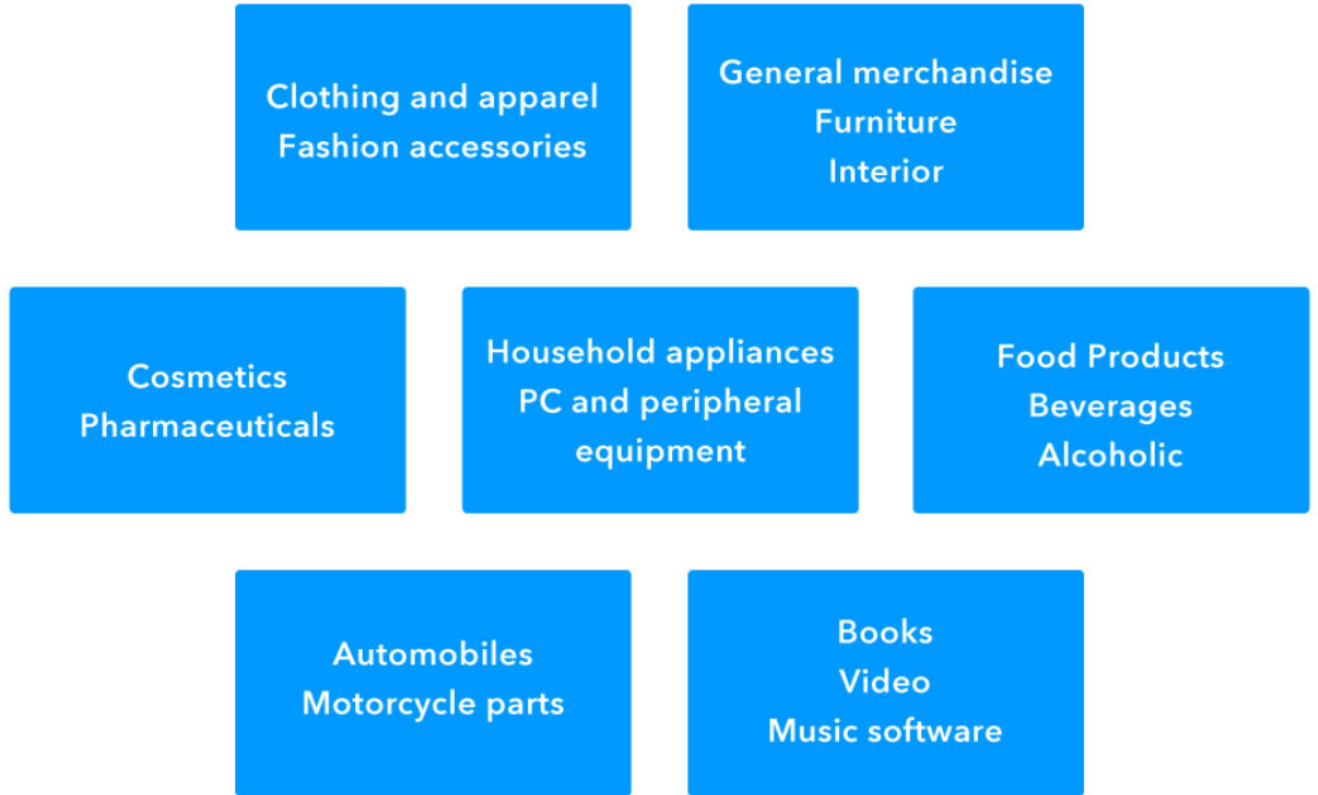 Clothing and apparel
Fashion accessories
General merchandise
Furniture
Interior
Cosmetics
Pharmaceuticals
Household appliances
PC and peripheral
equipment
Food Products
Beverages
Alcoholic
Automobiles
Motorcycle parts
Books
Video
Music software